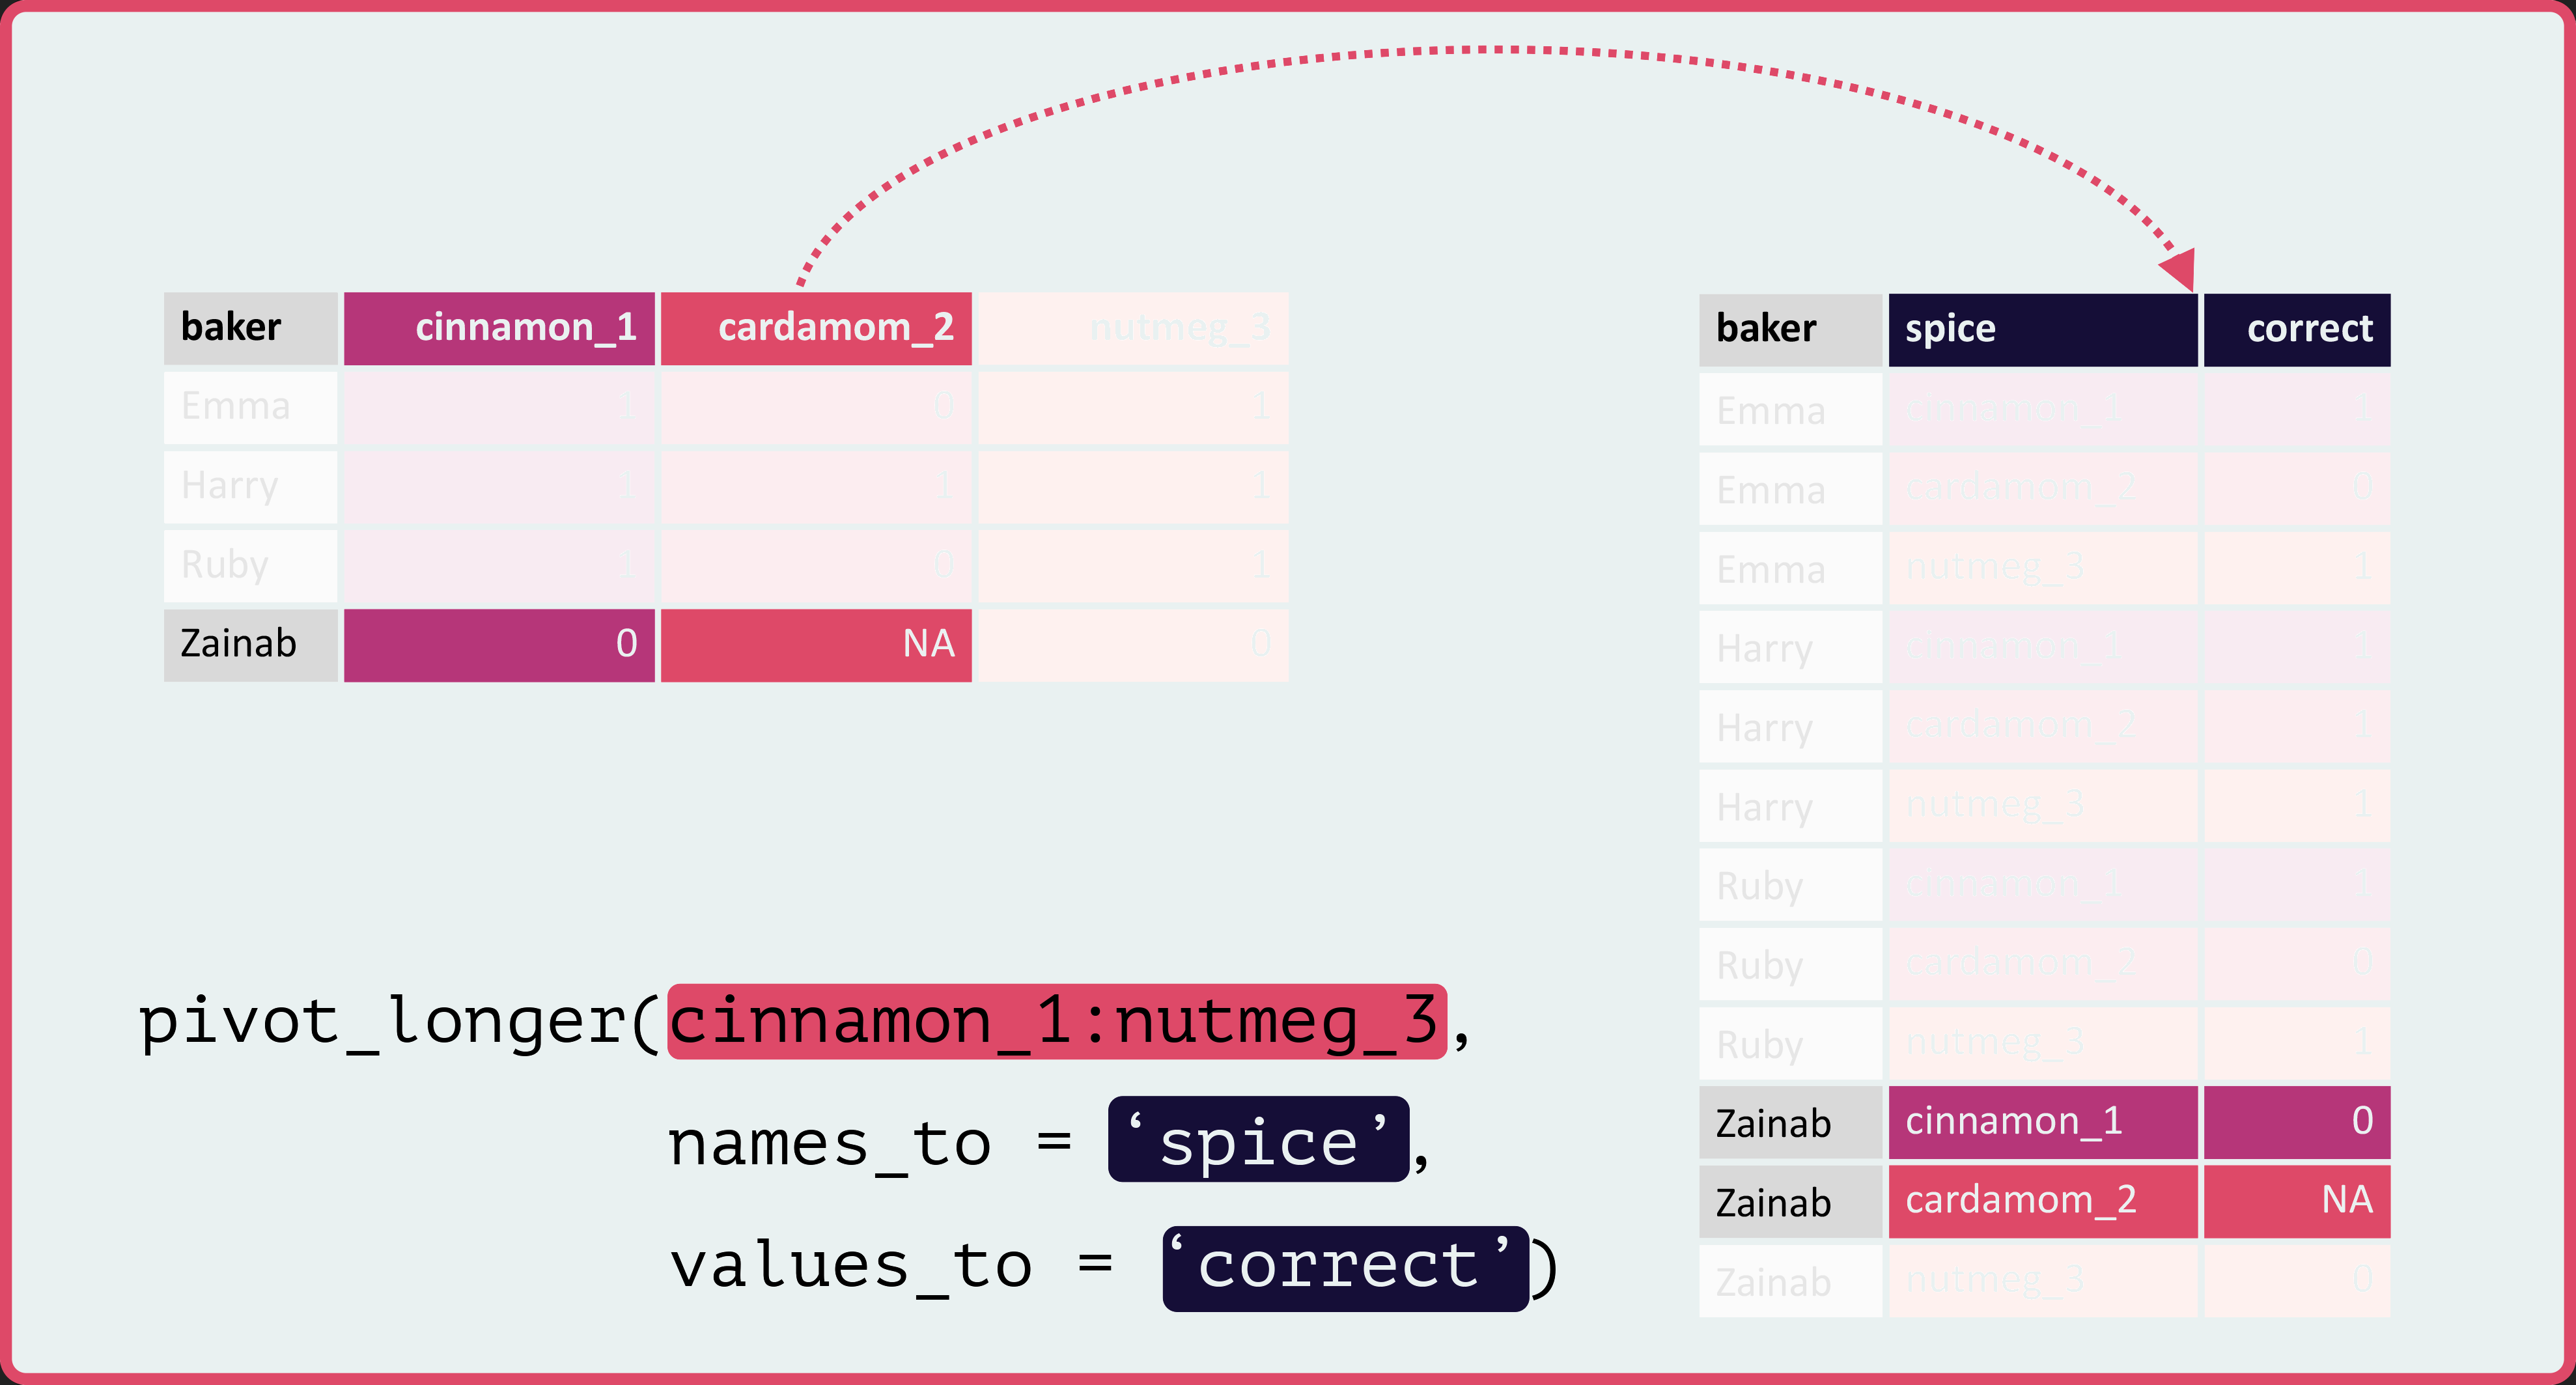 baker cinnamon_1 cardamom_2 nutmeg_3
Emma 1 0 1
Harry 1 1 1
Ruby 1 0 1
Zainab 0 NA 0
pivot_longer(cinnamon_1:nutmeg_3,
names_to = ‘spice’,
values_to = ‘correct’)
baker spice correct
Emma cinnamon_1 1
Emma cardamom_2 0
Emma nutmeg_3 1
Harry cinnamon_1 1
Harry cardamom_2 1
Harry nutmeg_3 1
Ruby cinnamon_1 1
Ruby cardamom_2 0
Ruby nutmeg_3 1
Zainab cinnamon_1 0
Zainab cardamom_2 NA
Zainab nutmeg_3 0